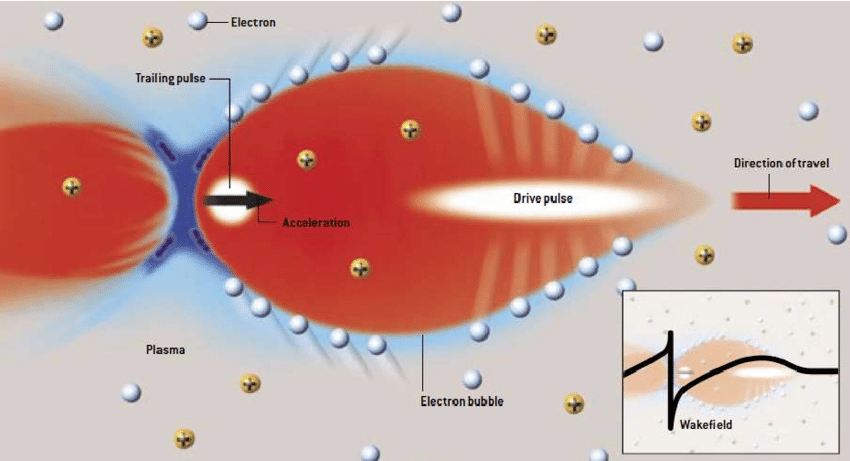 Electron
Trailing pulse
Direction of travel
Drive pulse
Acceleration
Plasma
Electron bubble
Wakefield